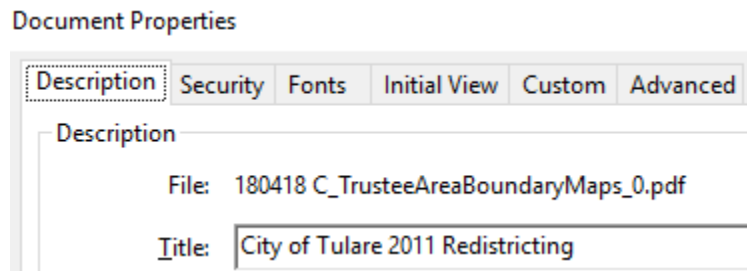 Document Properties
Description Security Fonts Initial View Custom Advanced
Description
File: 180418 C_TrusteeAreaBoundaryMaps_0.pdf
Title: City of Tulare 2011 Redistricting